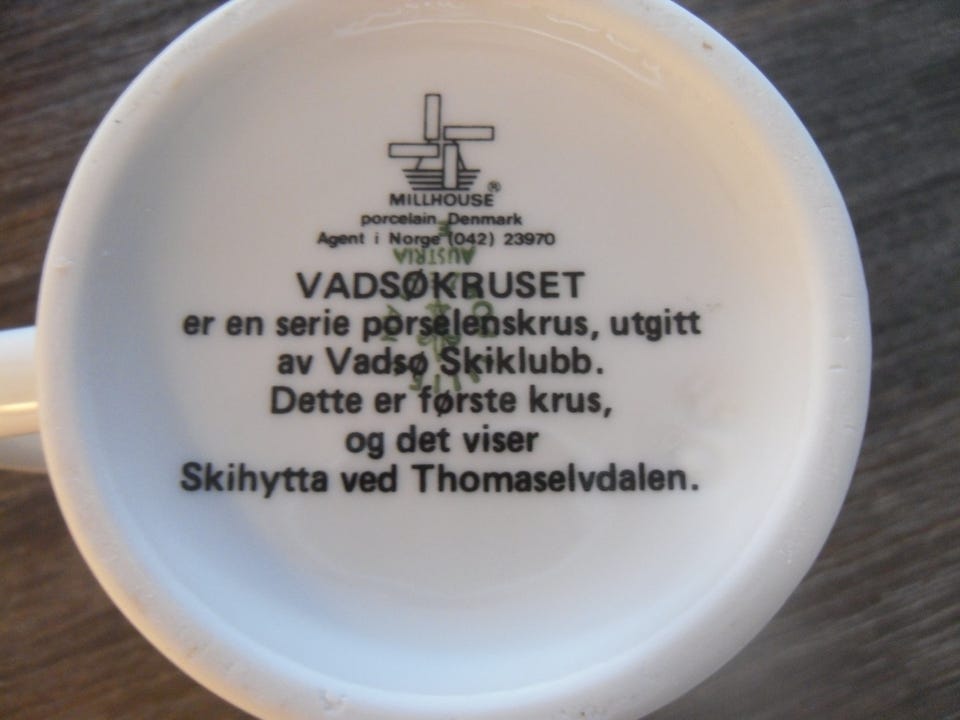 MILLHOUSE ®
porcelain Denmark
Agent i Norge (042) 23970
AUSTRIA
VADSØKRUSET
er en serie porselenskrus, utgitt
av Vadsø Skiklubb.
Dette er første krus,
og det viser
Skihytta ved Thomaselvdalen.